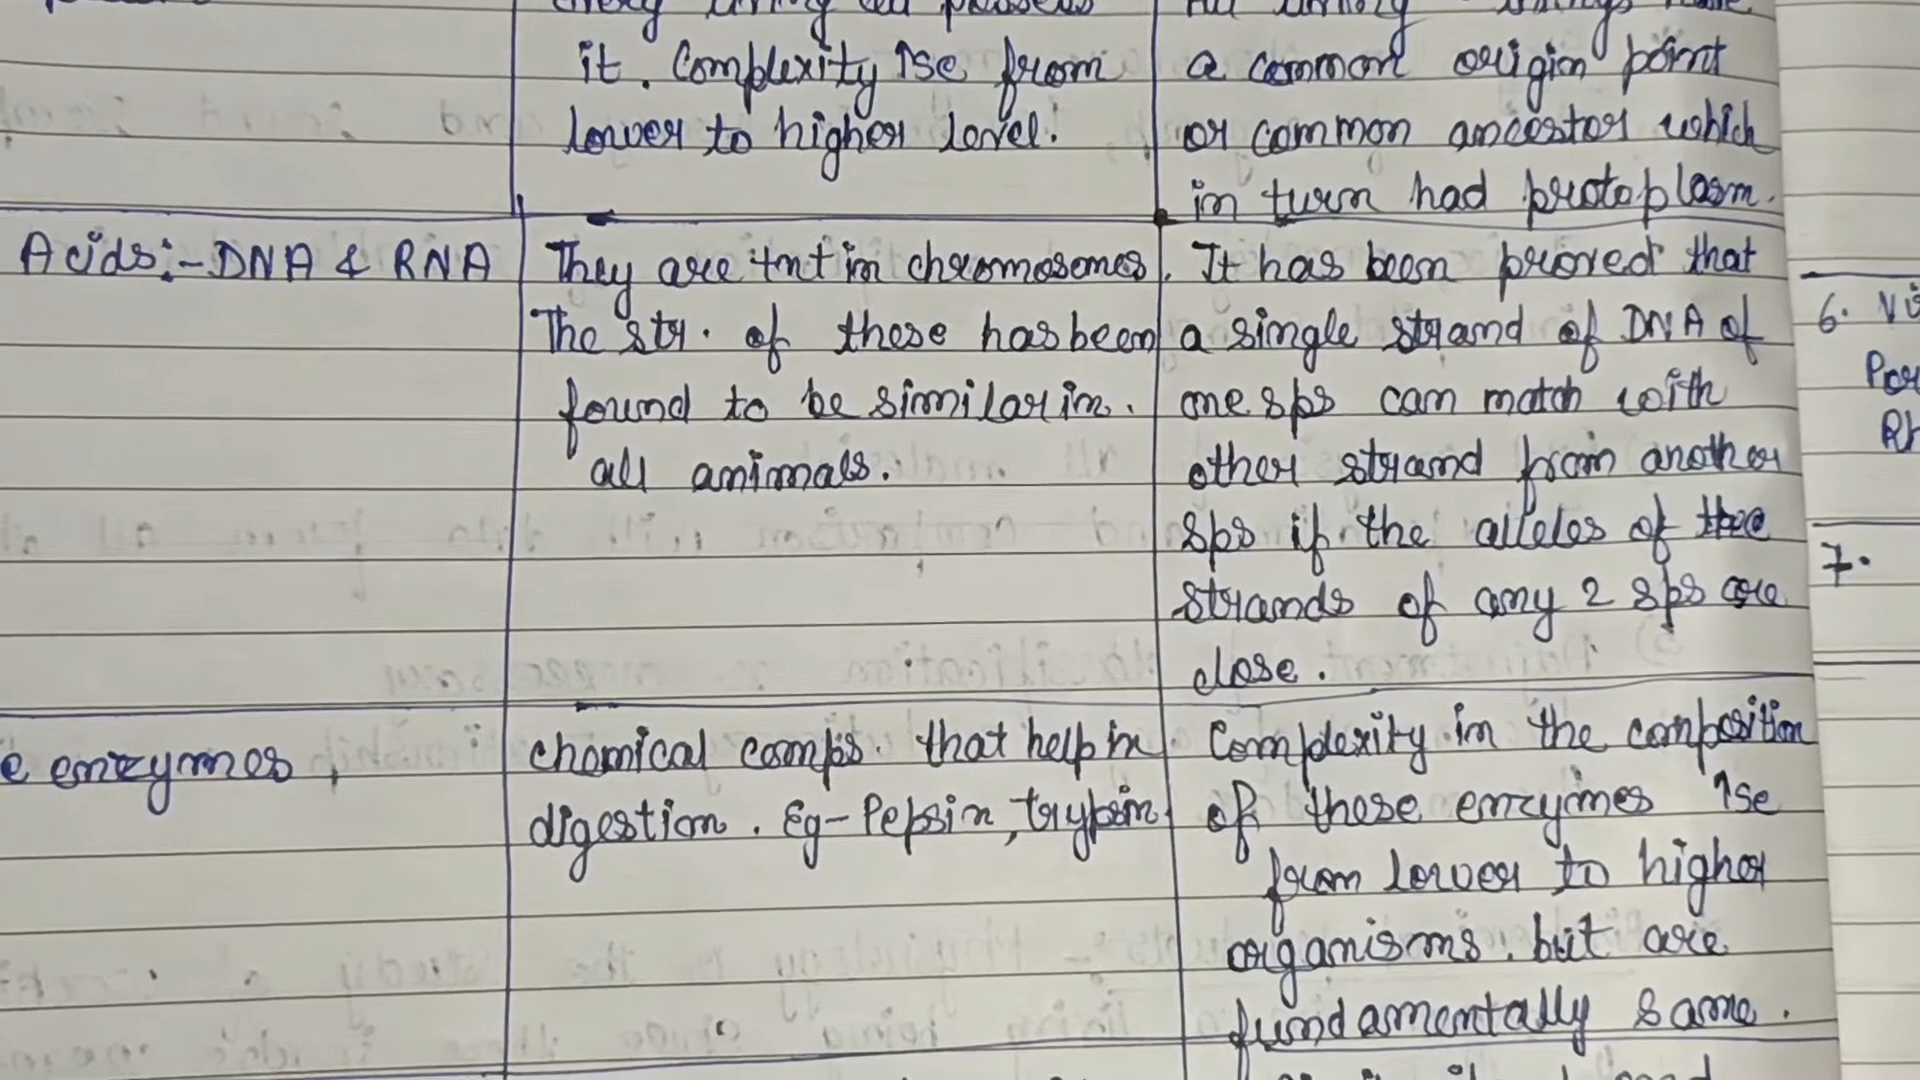 it. Complexity ↑se from
lower to higher level.
a common origin point
or common ancestor which
in turn had protoplasm.
Acids:- DNA & RNA
They are tnt in chromosomes.
The str. of these has been
found to be similar in.
all animals.
It has been proved that
a single strand of DNA of
one sps can match with
other strand from another
sps if the alleles of the
strands of any 2 sps are
close.
e enzymes,
chemical comps. that help in
digestion. Eg- Pepsin, trypsin.
Complexity in the composition
of these enzymes ↑se
from lower to higher
organisms. but are
fundamentally same.
6.
7.